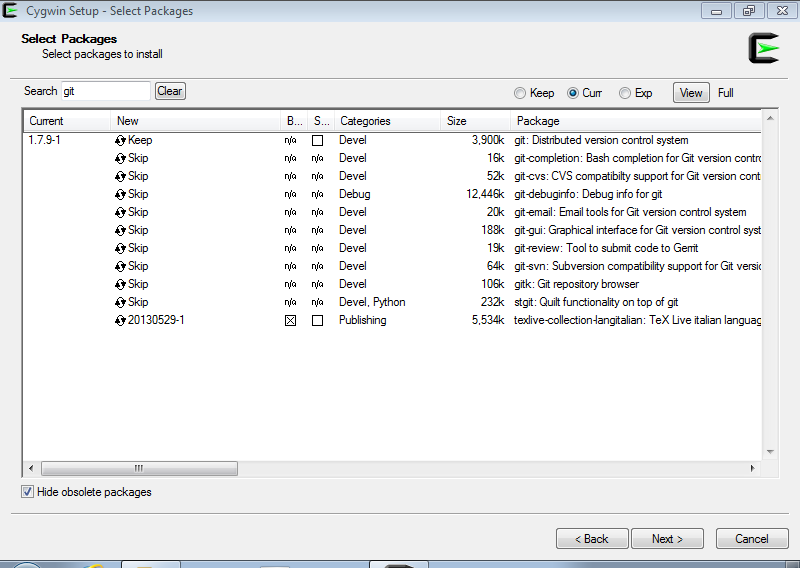 Cygwin Setup - Select Packages
Select Packages
Select packages to install
Search git Clear Keep Curr Exp View Full
Current New B... S... Categories Size Package
1.7.9-1 Keep n/a Devel 3,900k git: Distributed version control system
Skip n/a n/a Devel 16k git-completion: Bash completion for Git version contro
Skip n/a n/a Devel 52k git-cvs: CVS compatibilty support for Git version cont
Skip n/a n/a Debug 12,446k git-debuginfo: Debug info for git
Skip n/a n/a Devel 20k git-email: Email tools for Git version control system
Skip n/a n/a Devel 188k git-gui: Graphical interface for Git version control syst
Skip n/a n/a Devel 19k git-review: Tool to submit code to Gerrit
Skip n/a n/a Devel 64k git-svn: Subversion compatibility support for Git versio
Skip n/a n/a Devel 106k gitk: Git repository browser
Skip n/a n/a Devel, Python 232k stgit: Quilt functionality on top of git
20130529-1 Publishing 5,534k texlive-collection-langitalian: TeX Live italian languag
Hide obsolete packages
< Back Next > Cancel